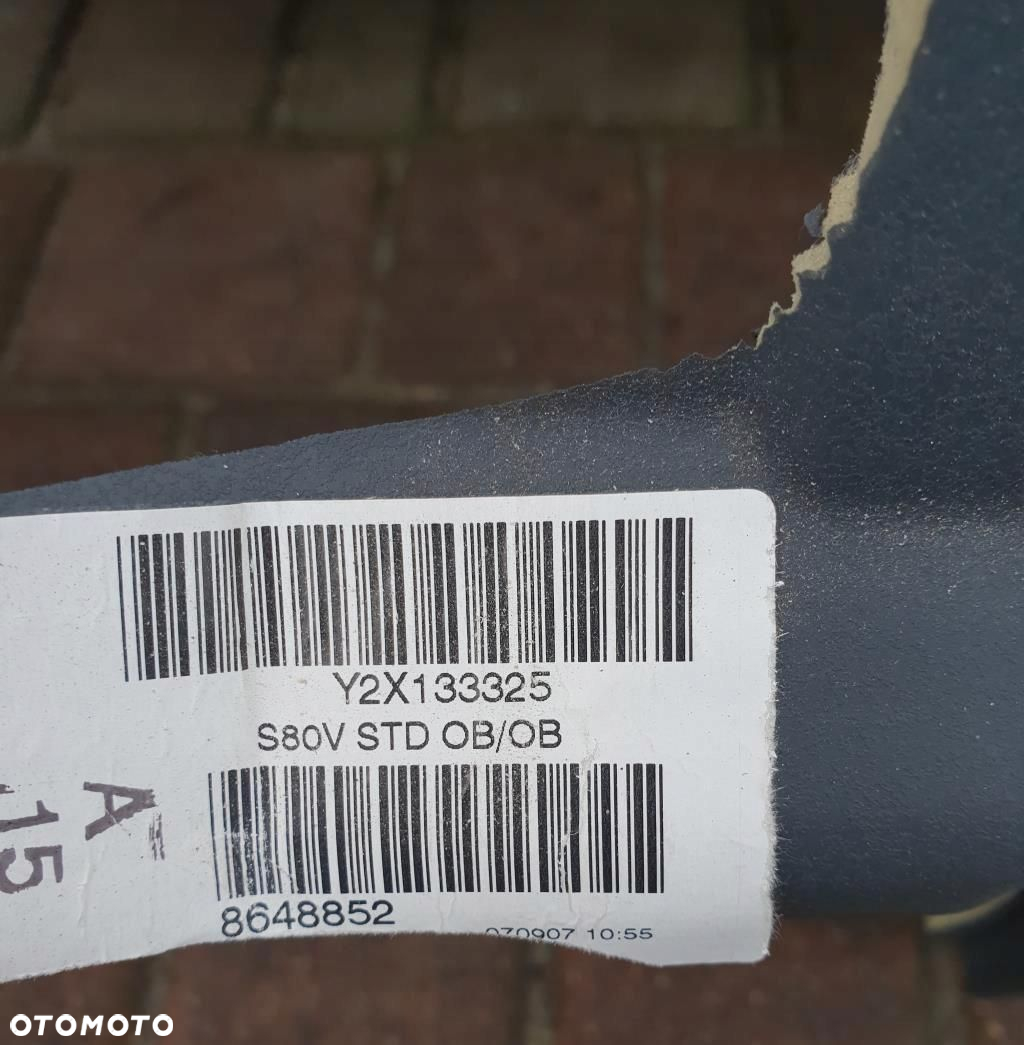 Y2X133325
S80V STD OB/OB
A
15
8648852
070907 10:55
OTOMOTO